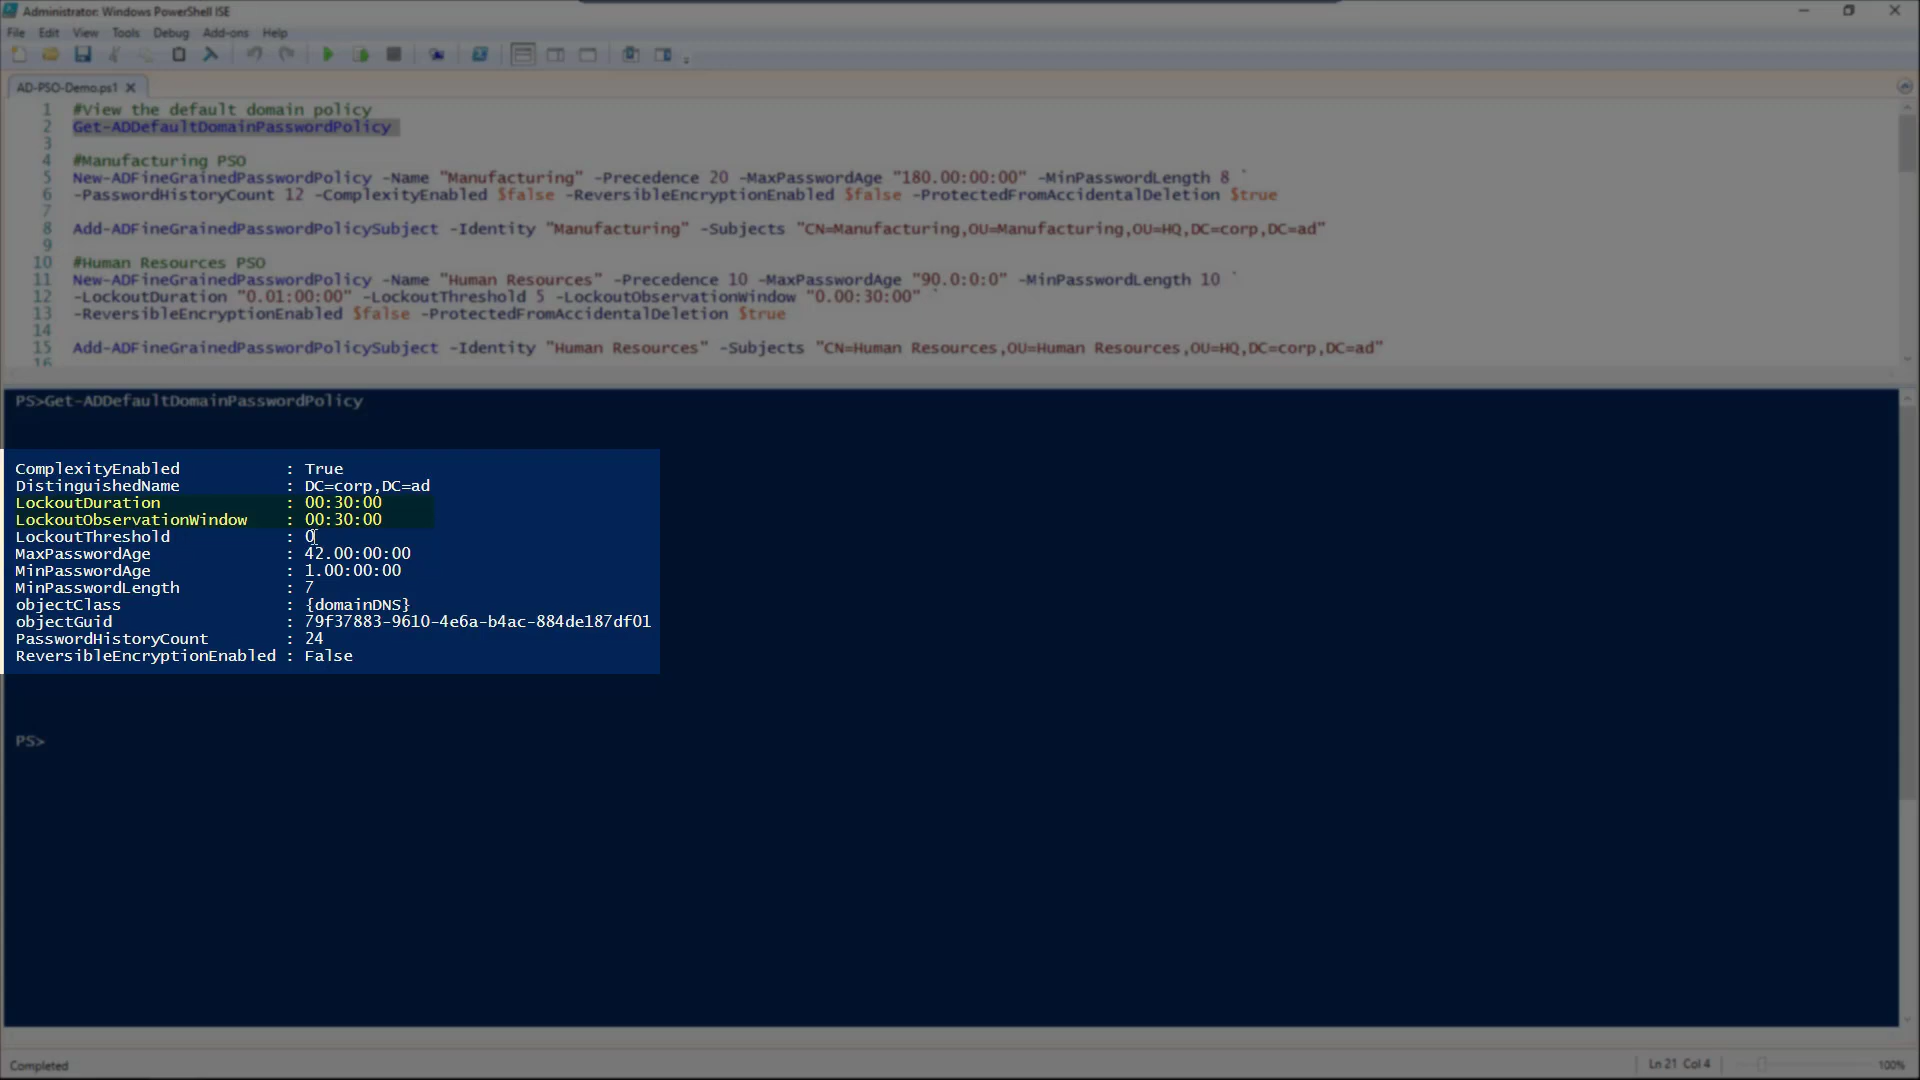 Administrator: Windows PowerShell ISE
File Edit View Tools Debug Add-ons Help
AD-PSO-Demo.ps1
1 #View the default domain policy
2 Get-ADDefaultDomainPasswordPolicy
3
4 #Manufacturing PSO
5 New-ADFineGrainedPasswordPolicy -Name "Manufacturing" -Precedence 20 -MaxPasswordAge "180.00:00:00" -MinPasswordLength 8 `
6 -PasswordHistoryCount 12 -ComplexityEnabled $false -ReversibleEncryptionEnabled $false -ProtectedFromAccidentalDeletion $true
7
8 Add-ADFineGrainedPasswordPolicySubject -Identity "Manufacturing" -Subjects "CN=Manufacturing,OU=Manufacturing,OU=HQ,DC=corp,DC=ad"
9
10 #Human Resources PSO
11 New-ADFineGrainedPasswordPolicy -Name "Human Resources" -Precedence 10 -MaxPasswordAge "90.0:0:0" -MinPasswordLength 10 `
12 -LockoutDuration "0.01:00:00" -LockoutThreshold 5 -LockoutObservationWindow "0.00:30:00" `
13 -ReversibleEncryptionEnabled $false -ProtectedFromAccidentalDeletion $true
14
15 Add-ADFineGrainedPasswordPolicySubject -Identity "Human Resources" -Subjects "CN=Human Resources,OU=Human Resources,OU=HQ,DC=corp,DC=ad"
16
PS>Get-ADDefaultDomainPasswordPolicy
ComplexityEnabled : True
DistinguishedName : DC=corp,DC=ad
LockoutDuration : 00:30:00
LockoutObservationWindow : 00:30:00
LockoutThreshold : 0
MaxPasswordAge : 42.00:00:00
MinPasswordAge : 1.00:00:00
MinPasswordLength : 7
objectClass : {domainDNS}
objectGuid : 79f37883-9610-4e6a-b4ac-884de187df01
PasswordHistoryCount : 24
ReversibleEncryptionEnabled : False
PS>
Completed
Ln 21 Col 4
100%